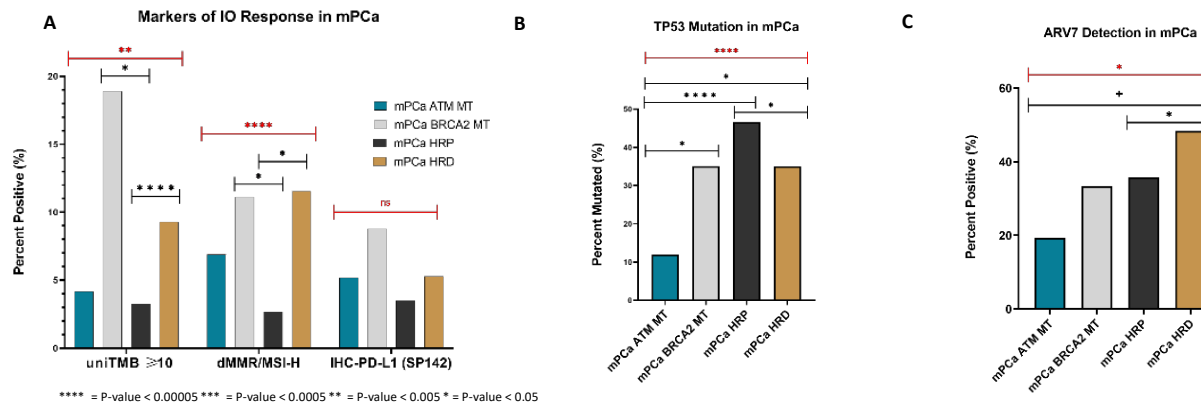 A
Markers of IO Response in mPCa
**
*
****
****
*
*
ns
Percent Positive (%)
20
15
10
5
0
mPCa ATM MT
mPCa BRCA2 MT
mPCa HRP
mPCa HRD
uniTMB ≥10
dMMR/MSI-H
IHC-PD-L1 (SP142)
**** = P-value < 0.00005 *** = P-value < 0.0005 ** = P-value < 0.005 * = P-value < 0.05
B
TP53 Mutation in mPCa
****
*
****
*
*
Percent Mutated (%)
50
40
30
20
10
0
mPCa ATM MT
mPCa BRCA2 MT
mPCa HRP
mPCa HRD
C
ARV7 Detection in mPCa
*
+
*
Percent Positive (%)
60
40
20
0
mPCa ATM MT
mPCa BRCA2 MT
mPCa HRP
mPCa HRD